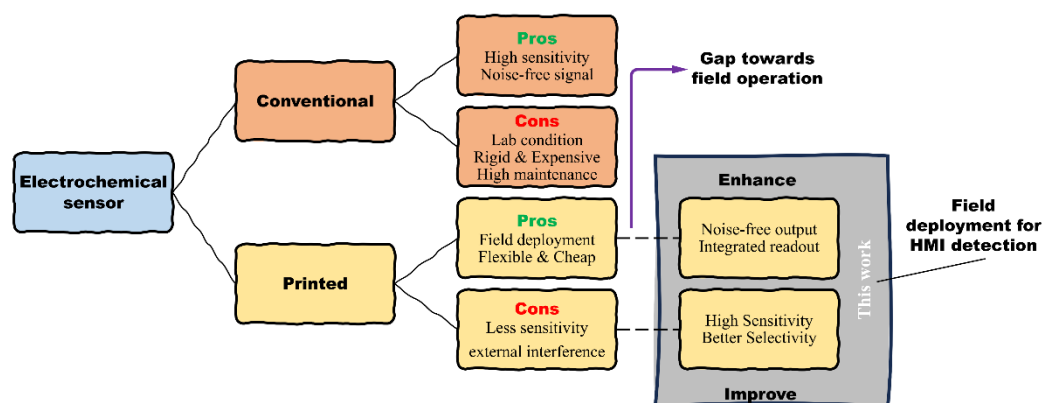 Electrochemical
sensor
Conventional
Printed
Pros
High sensitivity
Noise-free signal
Cons
Lab condition
Rigid & Expensive
High maintenance
Pros
Field deployment
Flexible & Cheap
Cons
Less sensitivity
external interference
Gap towards
field operation
Enhance
Noise-free output
Integrated readout
High Sensitivity
Better Selectivity
Improve
This work
Field
deployment for
HMI detection